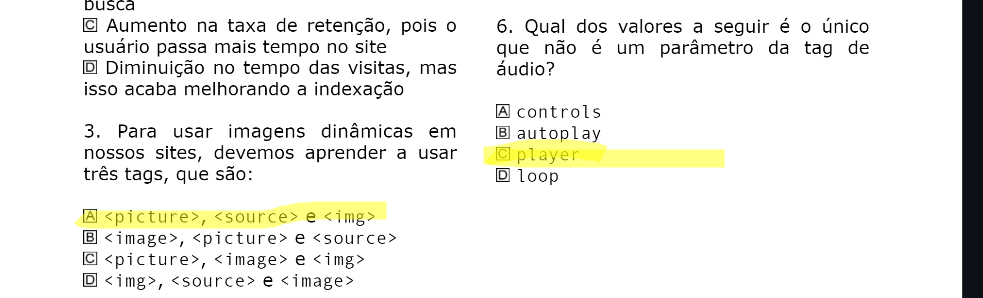 busca
C Aumento na taxa de retenção, pois o
usuário passa mais tempo no site
D Diminuição no tempo das visitas, mas
isso acaba melhorando a indexação
3. Para usar imagens dinâmicas em
nossos sites, devemos aprender a usar
três tags, que são:
A <picture>, <source> e <img>
B <image>, <picture> e <source>
C <picture>, <image> e <img>
D <img>, <source> e <image>
6. Qual dos valores a seguir é o único
que não é um parâmetro da tag de
áudio?
A controls
B autoplay
C player
D loop